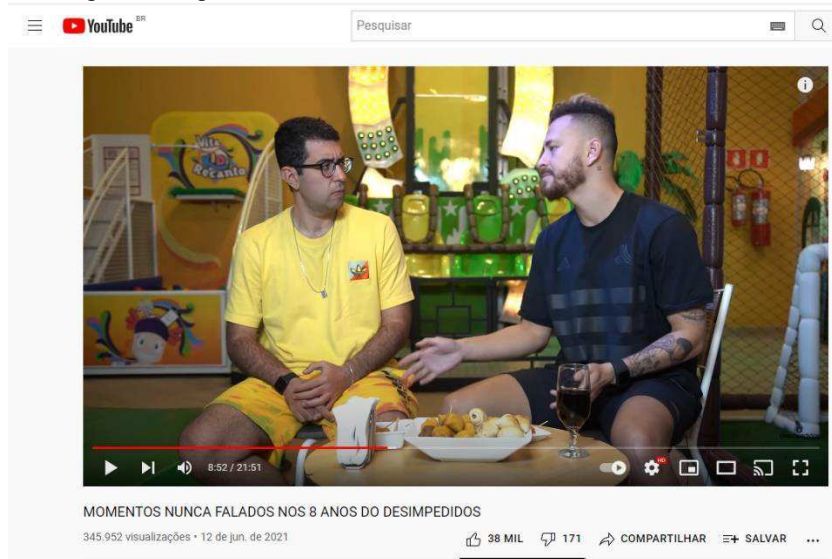 YouTube BR
Pesquisar
Vila
Recanto
HD
8:52 / 21:51
MOMENTOS NUNCA FALADOS NOS 8 ANOS DO DESIMPEDIDOS
345.952 visualizações • 12 de jun. de 2021
38 MIL
171
COMPARTILHAR
SALVAR